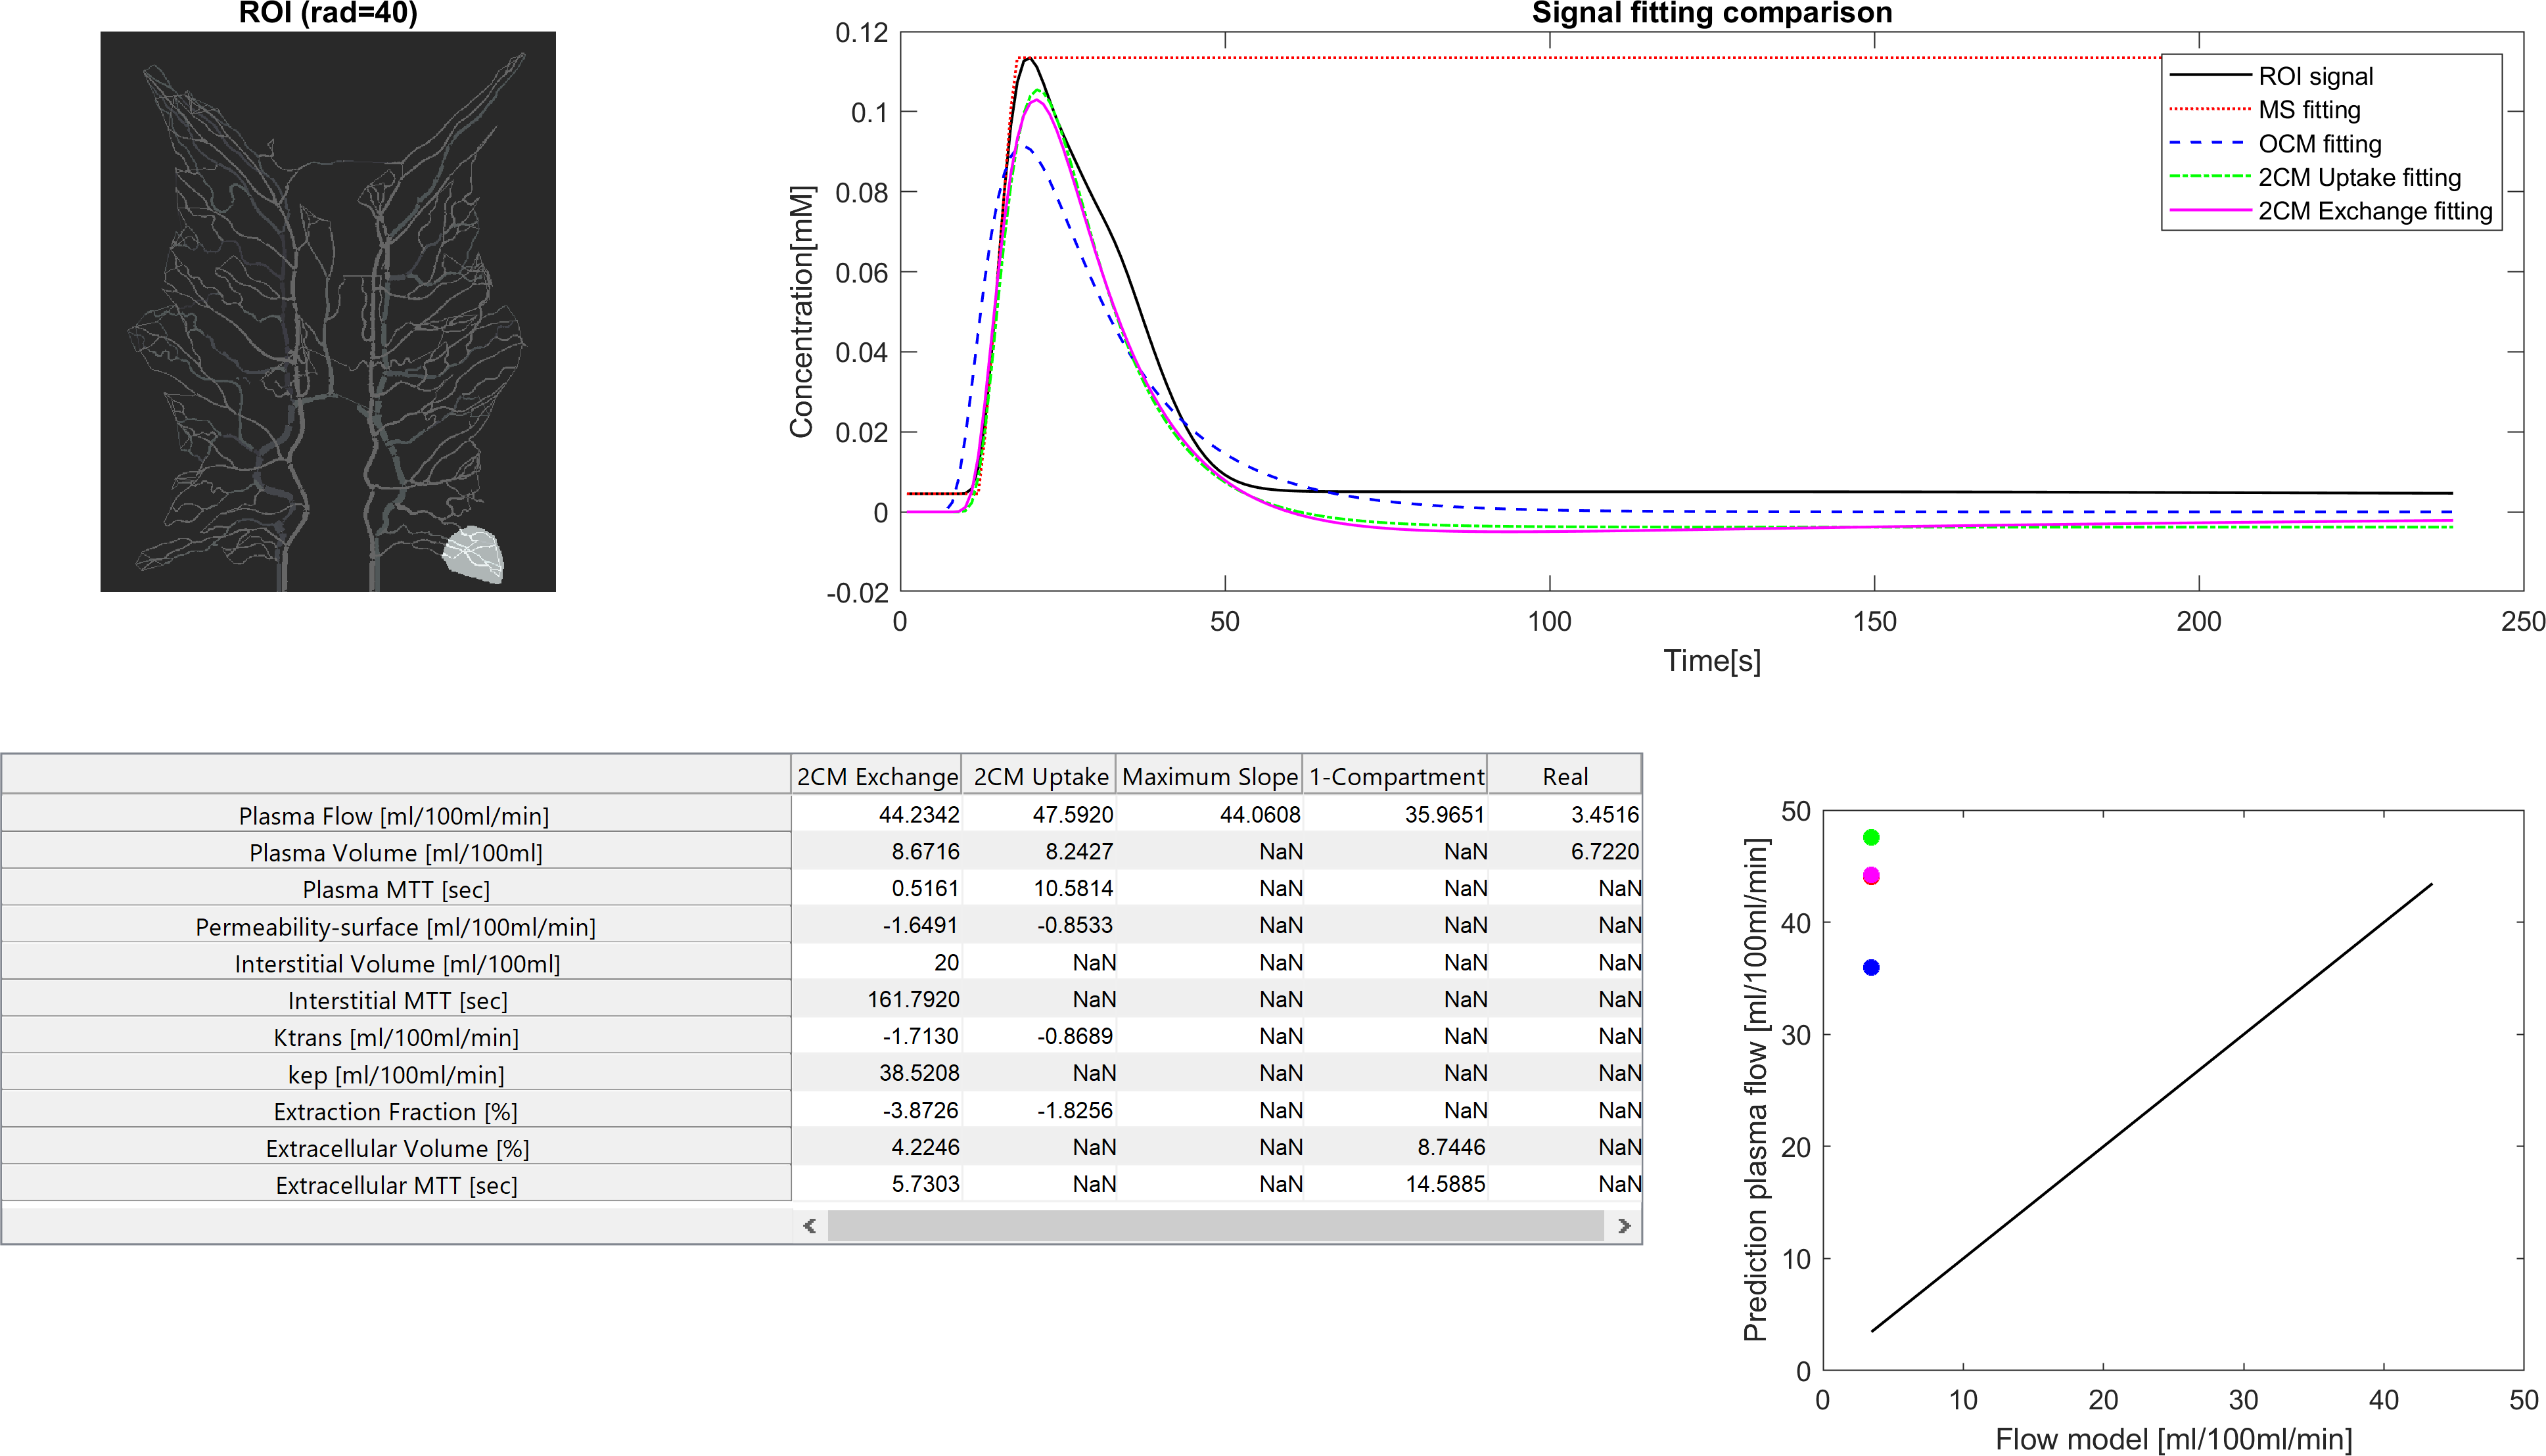 ROI (rad=40)
Signal fitting comparison
0.12
0.1
0.08
0.06
0.04
0.02
0
-0.02
Concentration[mM]
0 50 100 150 200 250
Time[s]
ROI signal
MS fitting
OCM fitting
2CM Uptake fitting
2CM Exchange fitting
2CM Exchange 2CM Uptake Maximum Slope 1-Compartment Real
Plasma Flow [ml/100ml/min] 44.2342 47.5920 44.0608 35.9651 3.4516
Plasma Volume [ml/100ml] 8.6716 8.2427 NaN NaN 6.7220
Plasma MTT [sec] 0.5161 10.5814 NaN NaN NaN
Permeability-surface [ml/100ml/min] -1.6491 -0.8533 NaN NaN NaN
Interstitial Volume [ml/100ml] 20 NaN NaN NaN NaN
Interstitial MTT [sec] 161.7920 NaN NaN NaN NaN
Ktrans [ml/100ml/min] -1.7130 -0.8689 NaN NaN NaN
kep [ml/100ml/min] 38.5208 NaN NaN NaN NaN
Extraction Fraction [%] -3.8726 -1.8256 NaN NaN NaN
Extracellular Volume [%] 4.2246 NaN NaN 8.7446 NaN
Extracellular MTT [sec] 5.7303 NaN NaN 14.5885 NaN
50
40
30
20
10
0
Prediction plasma flow [ml/100ml/min]
0 10 20 30 40 50
Flow model [ml/100ml/min]